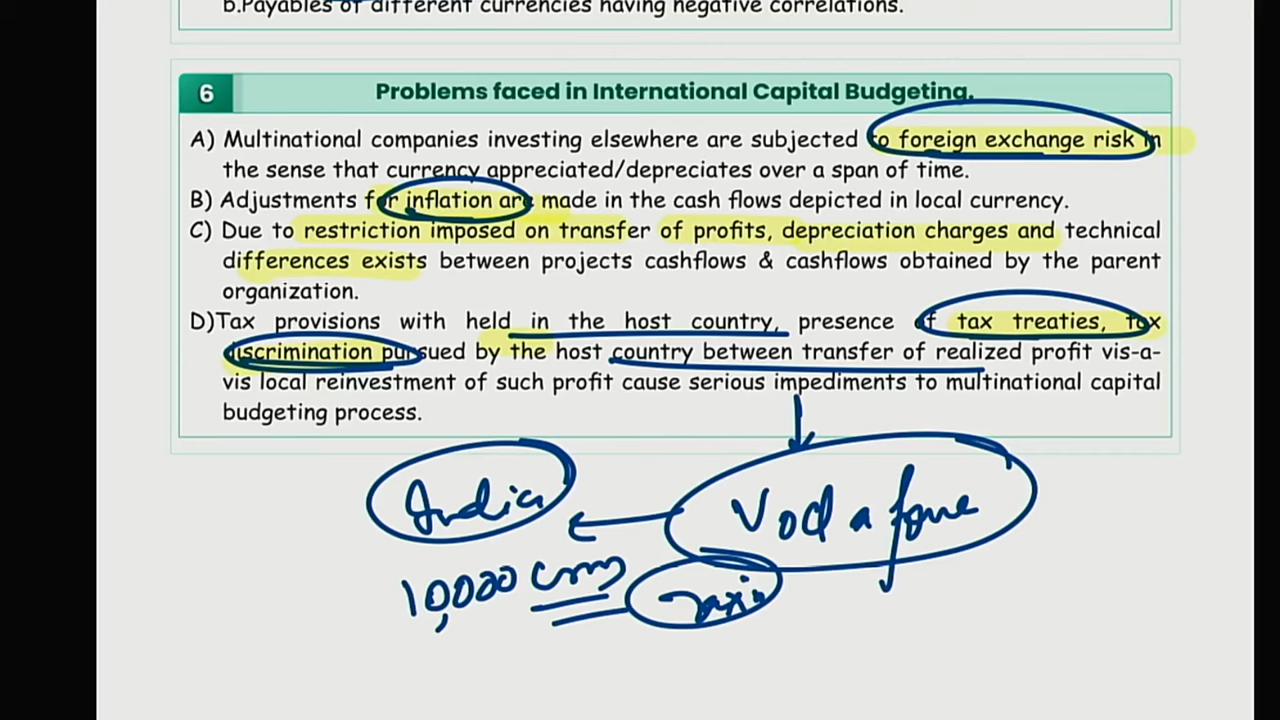 b.Payables of different currencies having negative correlations.
6 Problems faced in International Capital Budgeting.
A) Multinational companies investing elsewhere are subjected to foreign exchange risk in
the sense that currency appreciated/depreciates over a span of time.
B) Adjustments for inflation are made in the cash flows depicted in local currency.
C) Due to restriction imposed on transfer of profits, depreciation charges and technical
differences exists between projects cashflows & cashflows obtained by the parent
organization.
D)Tax provisions with held in the host country, presence of tax treaties, tax
discrimination pursued by the host country between transfer of realized profit vis-a-
vis local reinvestment of such profit cause serious impediments to multinational capital
budgeting process.
India
Vodafone
10,000